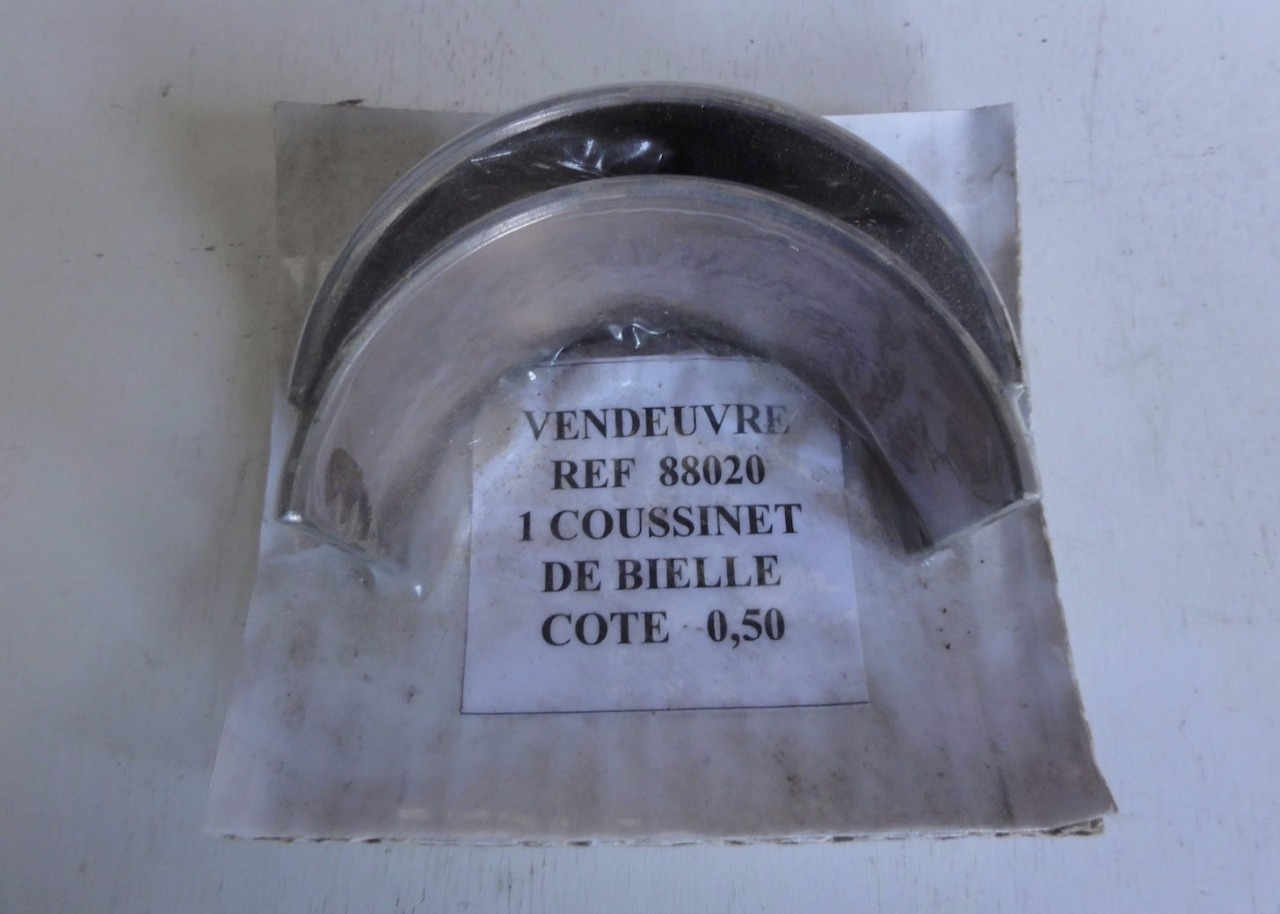 VENDEUVRE
REF 88020
1 COUSSINET
DE BIELLE
COTE 0,50